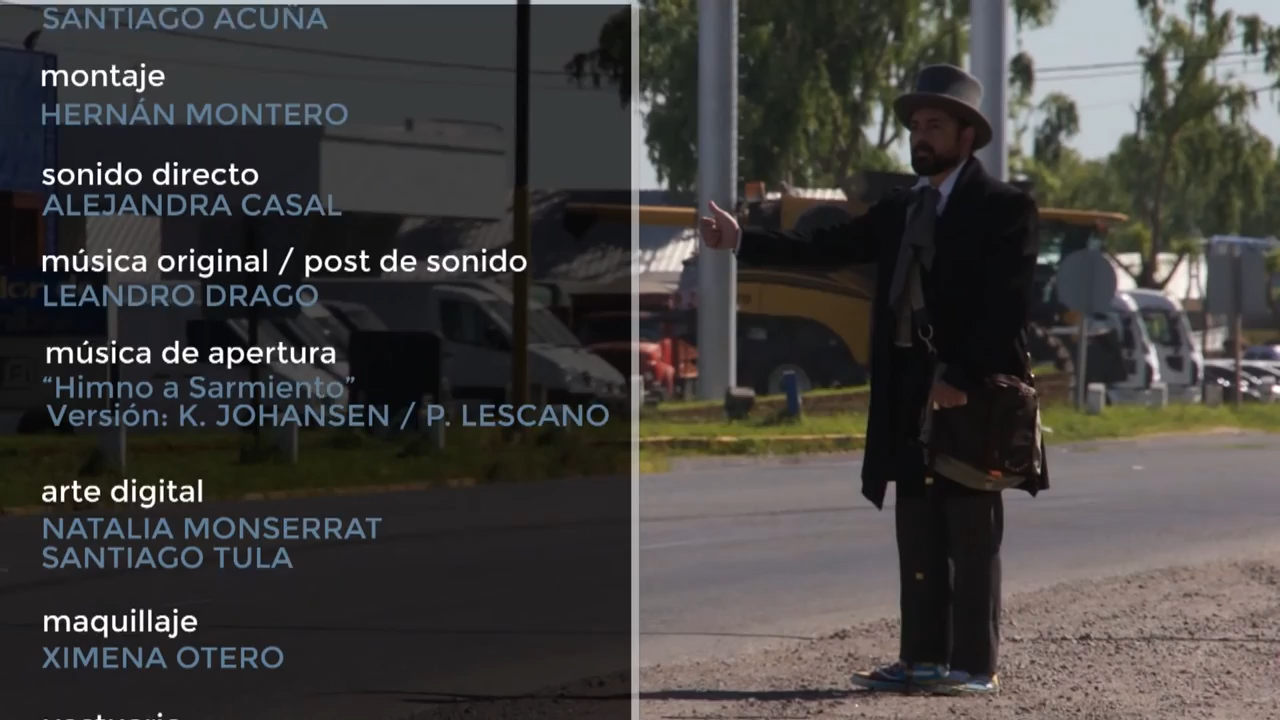 SANTIAGO ACUÑA
montaje
HERNÁN MONTERO
sonido directo
ALEJANDRA CASAL
música original / post de sonido
LEANDRO DRAGO
música de apertura
“Himno a Sarmiento”
Versión: K. JOHANSEN / P. LESCANO
arte digital
NATALIA MONSERRAT
SANTIAGO TULA
maquillaje
XIMENA OTERO